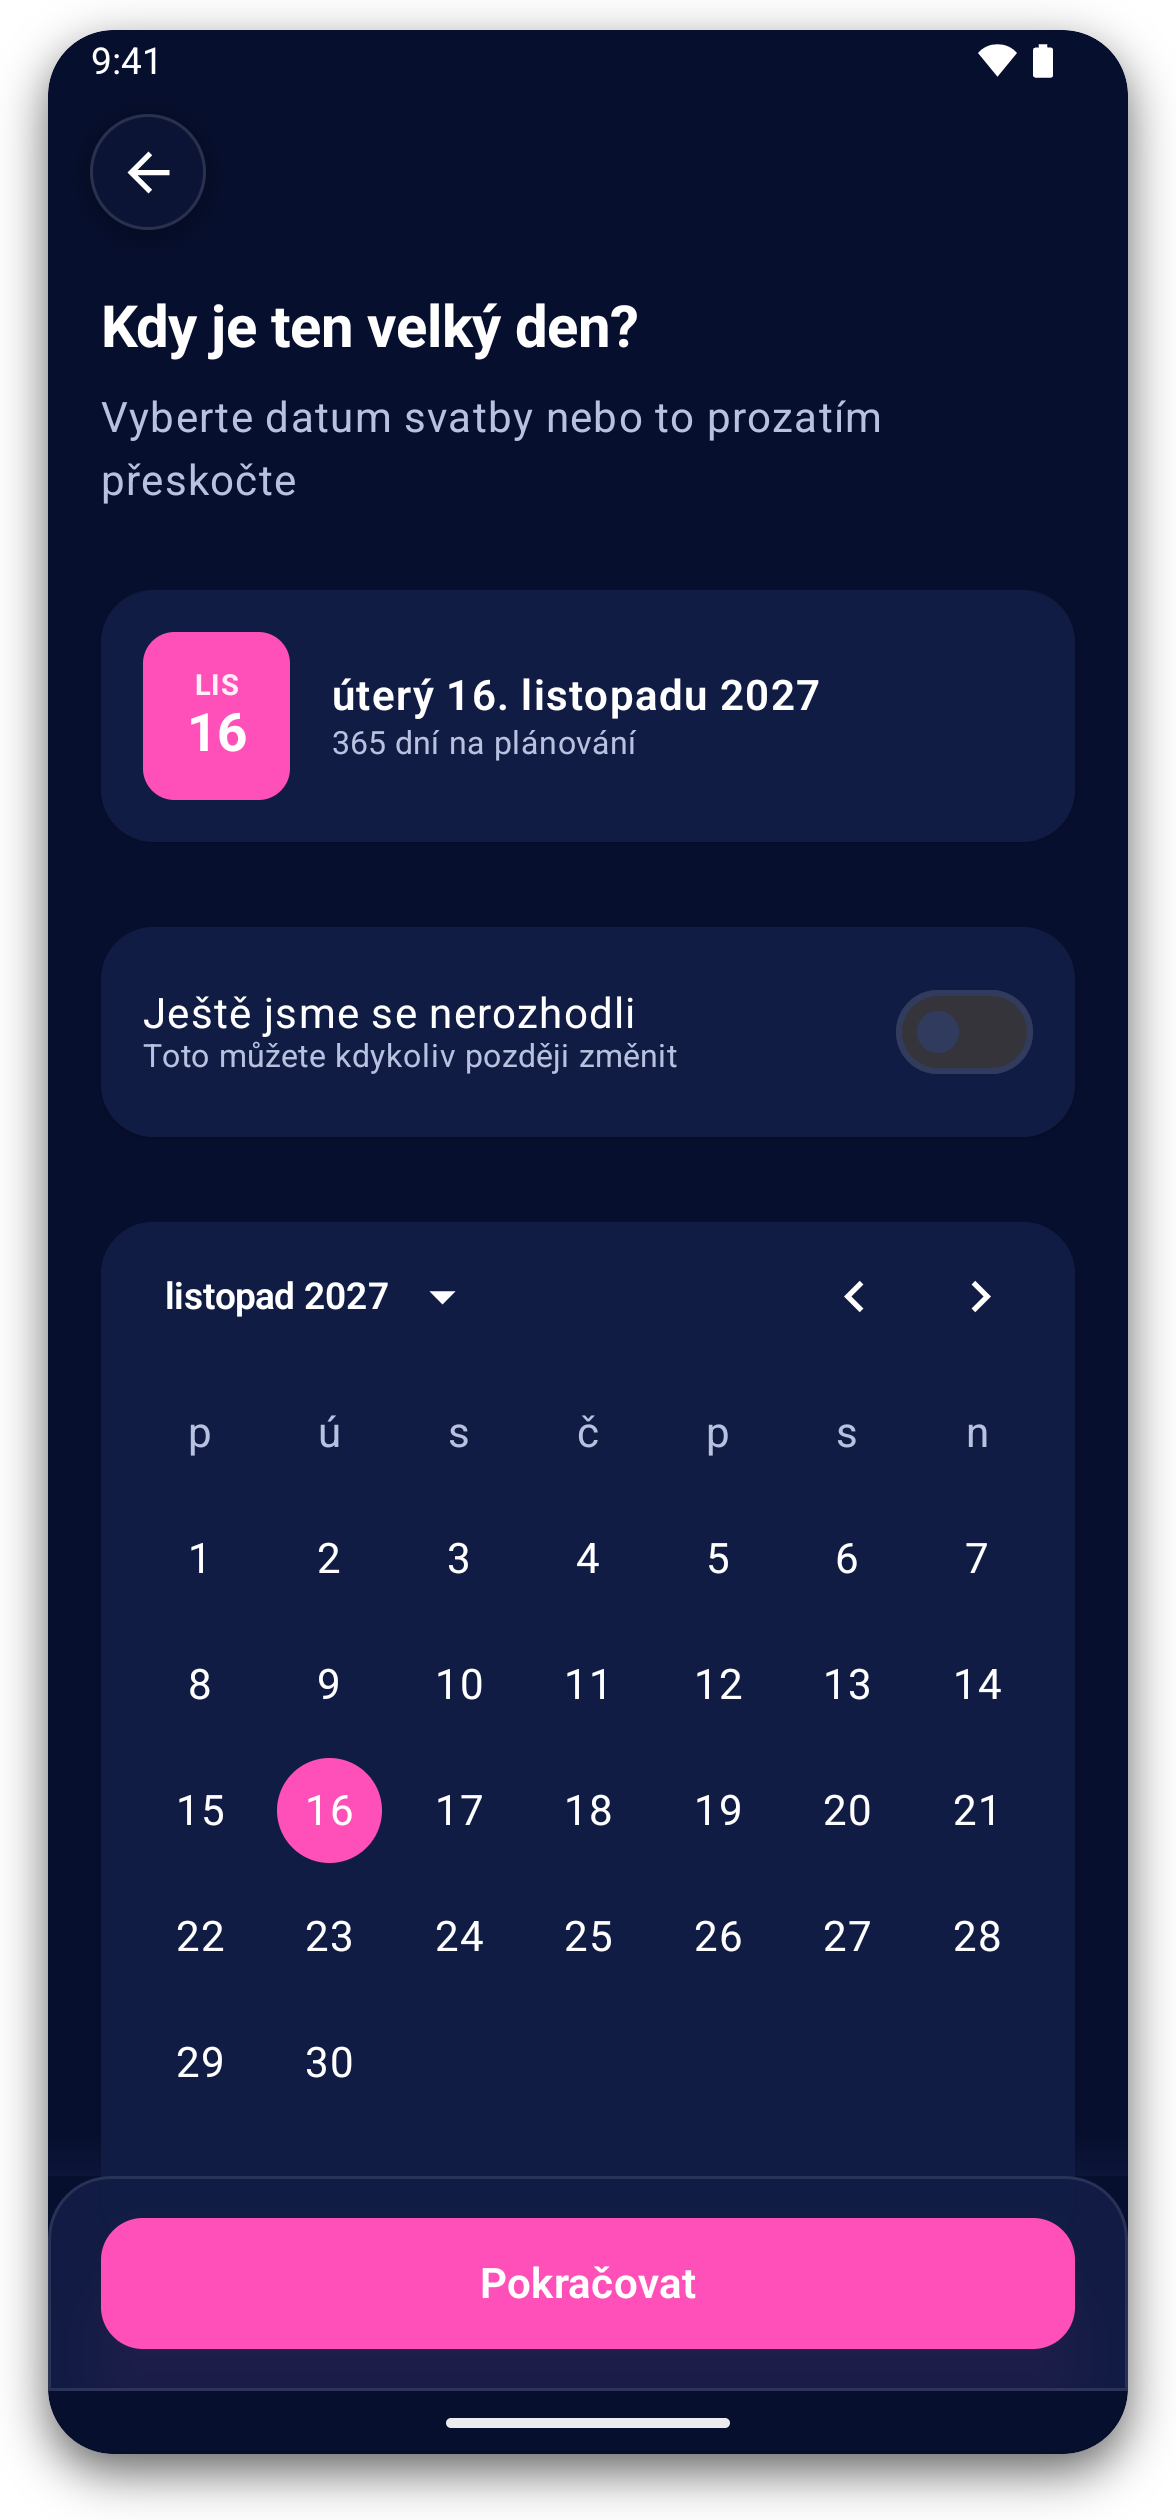 9:41
Kdy je ten velký den?
Vyberte datum svatby nebo to prozatím
přeskočte
LIS
16
úterý 16. listopadu 2027
365 dní na plánování
Ještě jsme se nerozhodli
Toto můžete kdykoliv později změnit
listopad 2027
p ú s č p s n
1 2 3 4 5 6 7
8 9 10 11 12 13 14
15 16 17 18 19 20 21
22 23 24 25 26 27 28
29 30
Pokračovat